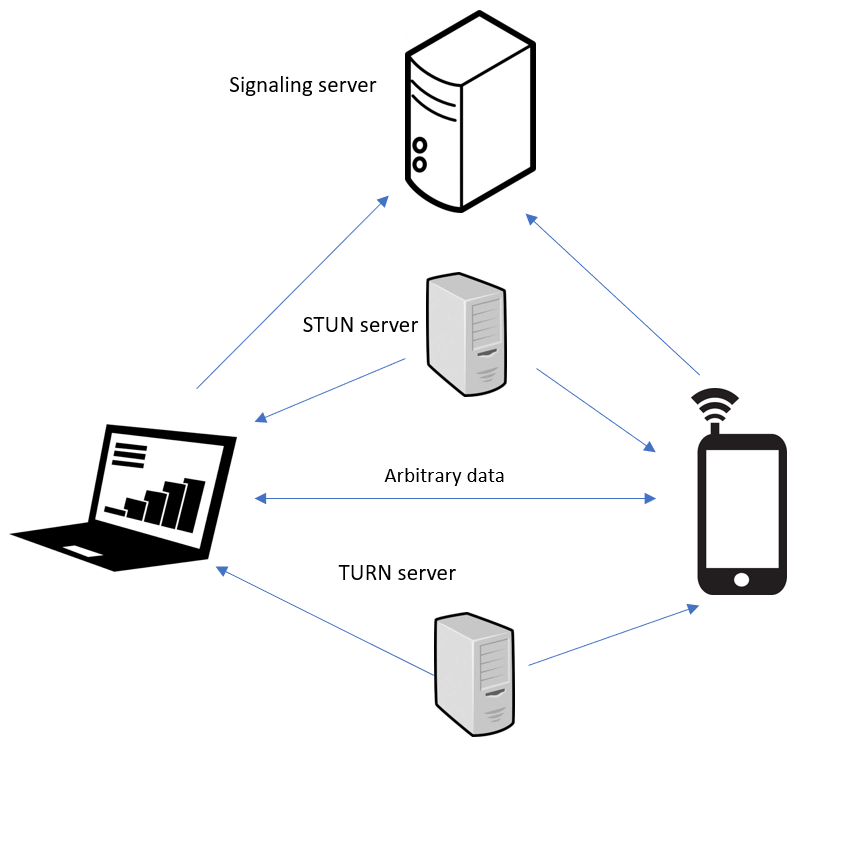 Signaling server
STUN server
Arbitrary data
TURN server